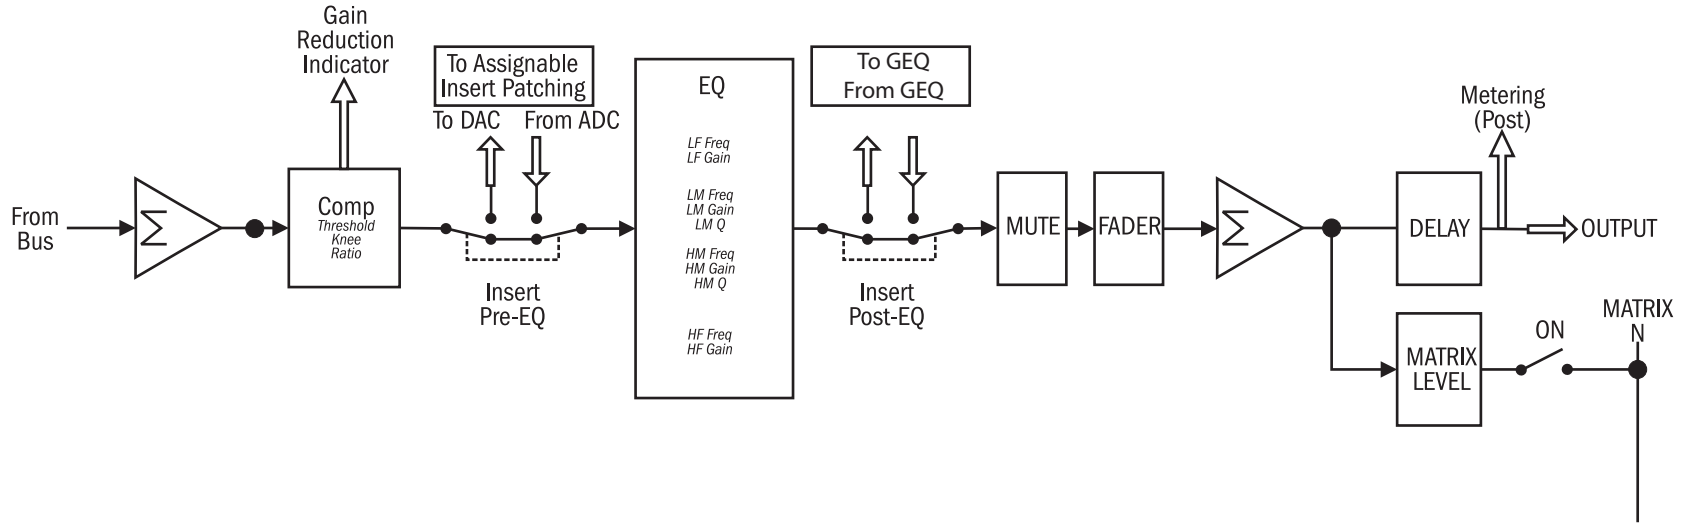 From
Bus
Σ
Gain
Reduction
Indicator
Comp
Threshold
Knee
Ratio
To Assignable
Insert Patching
To DAC
From ADC
Insert
Pre-EQ
EQ
LF Freq
LF Gain
LM Freq
LM Gain
LM Q
HM Freq
HM Gain
HM Q
HF Freq
HF Gain
To GEQ
From GEQ
Insert
Post-EQ
MUTE
FADER
Σ
DELAY
Metering
(Post)
OUTPUT
MATRIX
LEVEL
ON
MATRIX
N